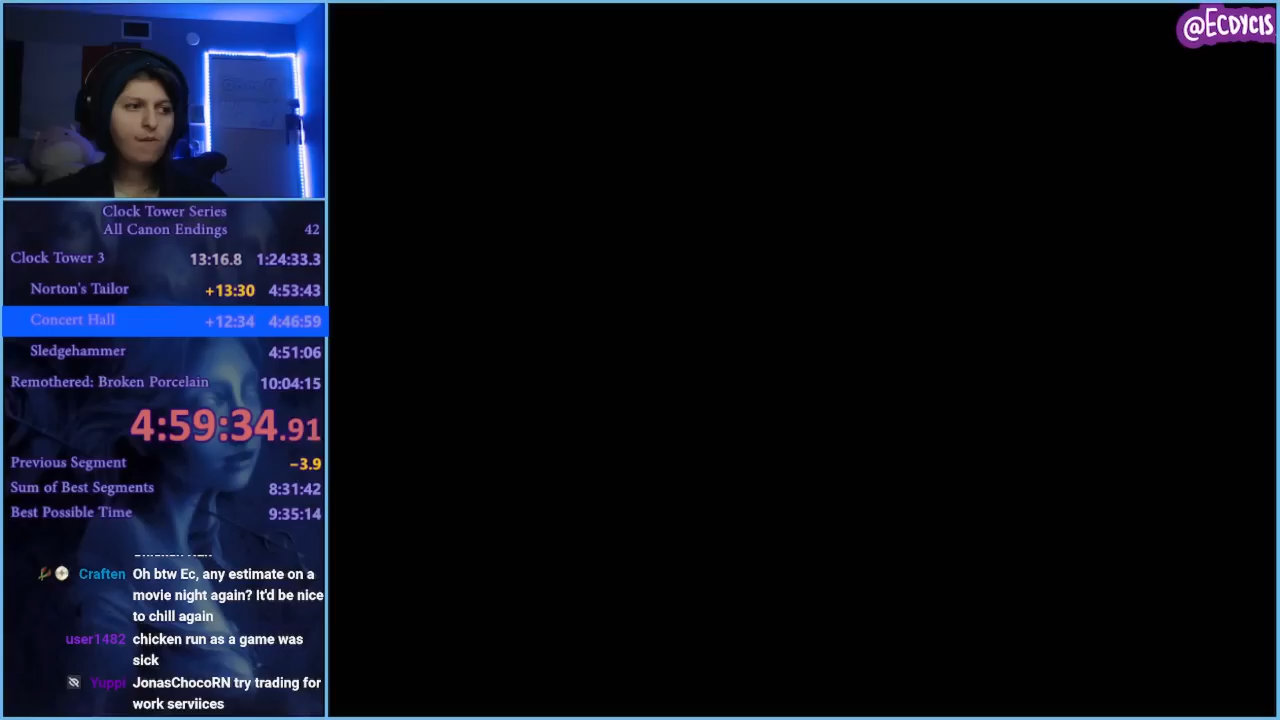 @ECDYCIS
Clock Tower Series
All Canon Endings 42
Clock Tower 3 13:16.8 1:24:33.3
Norton's Tailor +13:30 4:53:43
Concert Hall +12:34 4:46:59
Sledgehammer 4:51:06
Remothered: Broken Porcelain 10:04:15
4:59:34.91
Previous Segment −3.9
Sum of Best Segments 8:31:42
Best Possible Time 9:35:14
Craften Oh btw Ec, any estimate on a
movie night again? It'd be nice
to chill again
user1482 chicken run as a game was
sick
Yuppi JonasChocoRN try trading for
work serviices